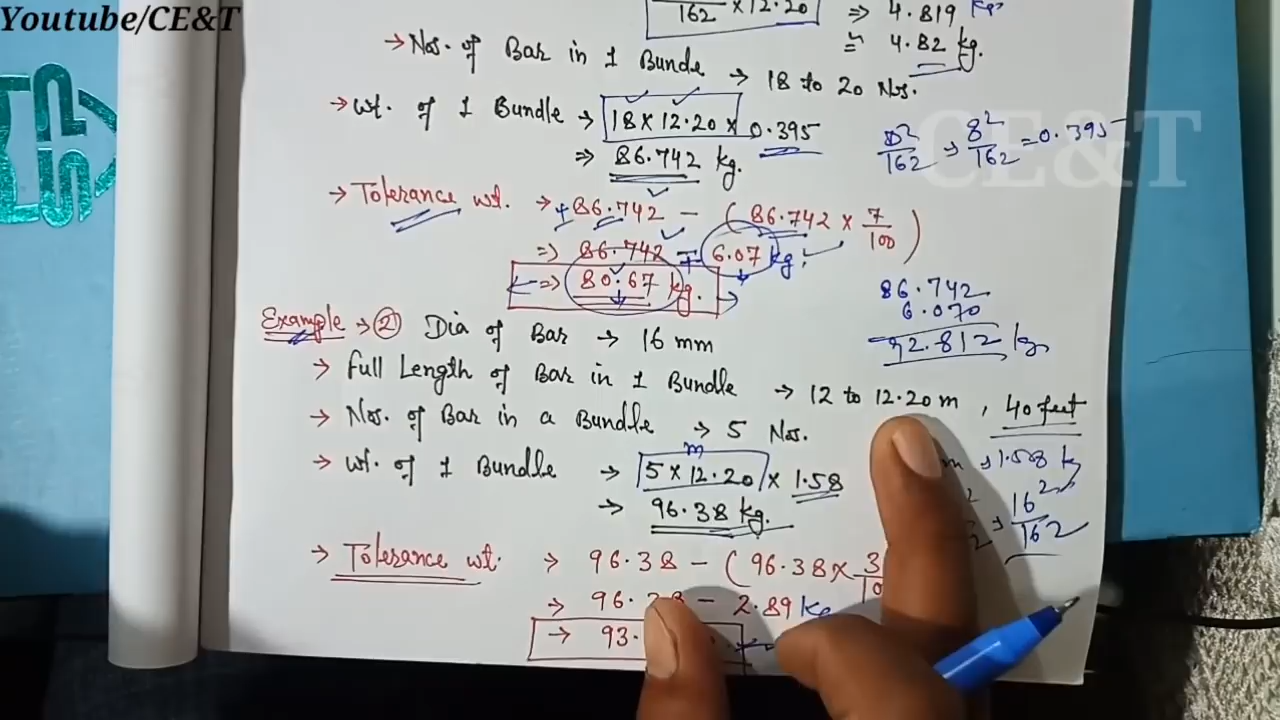 Youtube/CE&T
162 × 12.20 ⇒ 4.819 kg.
≃ 4.82 kg.
→ Nos. of Bar in 1 Bunde → 18 to 20 Nos.
→ wt. of 1 Bundle → 18 × 12.20 × 0.395
⇒ 86.742 kg.
D²/162 → 8²/162 = 0.395
CE&T
→ Tolerance wt. → + 86.742 - (86.742 × 7/100)
⇒ 86.742 ∓ 6.07 kg.
⇒ 80.67 kg.
86.742
6.070
92.812 kg
Example → ② Dia of Bar → 16 mm
→ Full Length of Bar in 1 Bundle → 12 to 12.20 m , 40 feet
→ Nos. of Bar in a Bundle → 5 Nos.
→ wt. of 1 Bundle → 5 × 12.20 m × 1.58
→ 96.38 kg.
m → 1.58 kg
2 → 16²/162
→ Tolerance wt. → 96.38 - (96.38 × 3/10
→ 96.38 - 2.89 kg
→ 93.